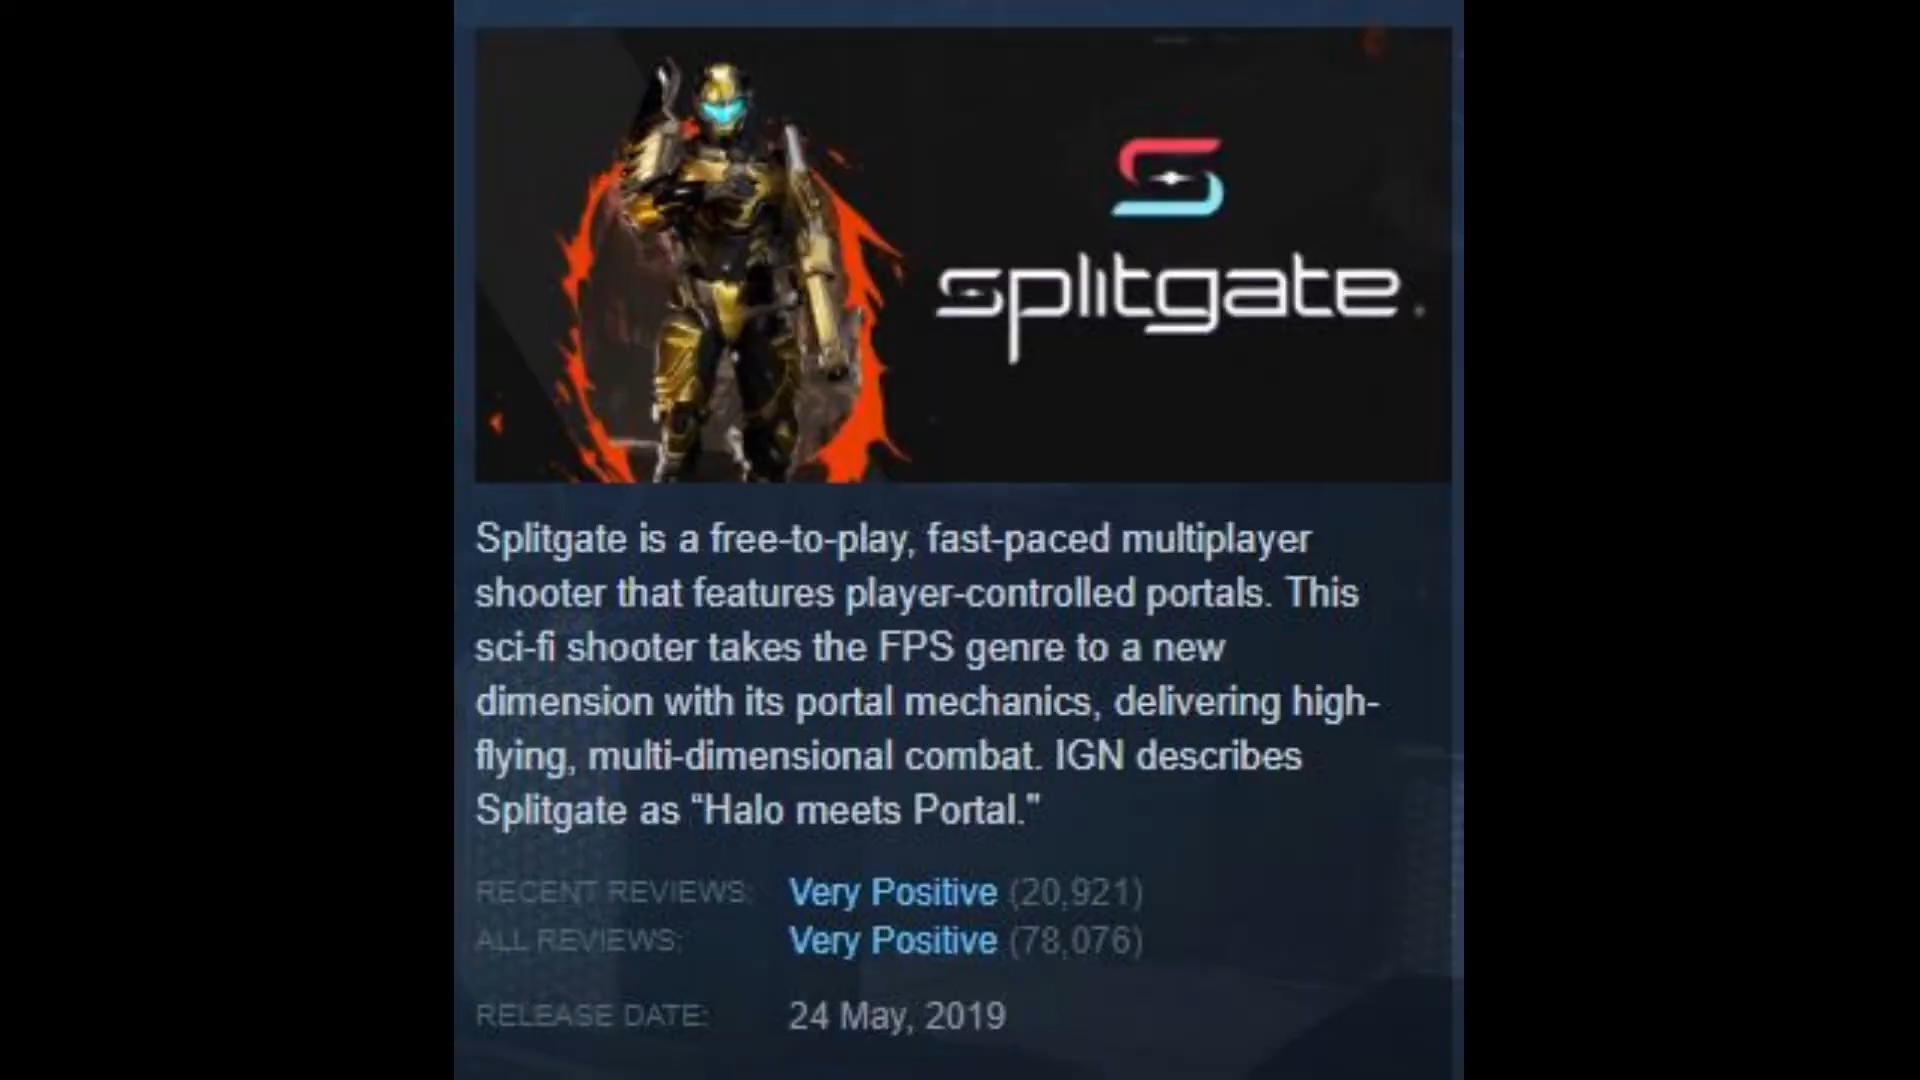 splitgate
Splitgate is a free-to-play, fast-paced multiplayer
shooter that features player-controlled portals. This
sci-fi shooter takes the FPS genre to a new
dimension with its portal mechanics, delivering high-
flying, multi-dimensional combat. IGN describes
Splitgate as “Halo meets Portal.”
RECENT REVIEWS: Very Positive (20,921)
ALL REVIEWS: Very Positive (78,076)
RELEASE DATE: 24 May, 2019